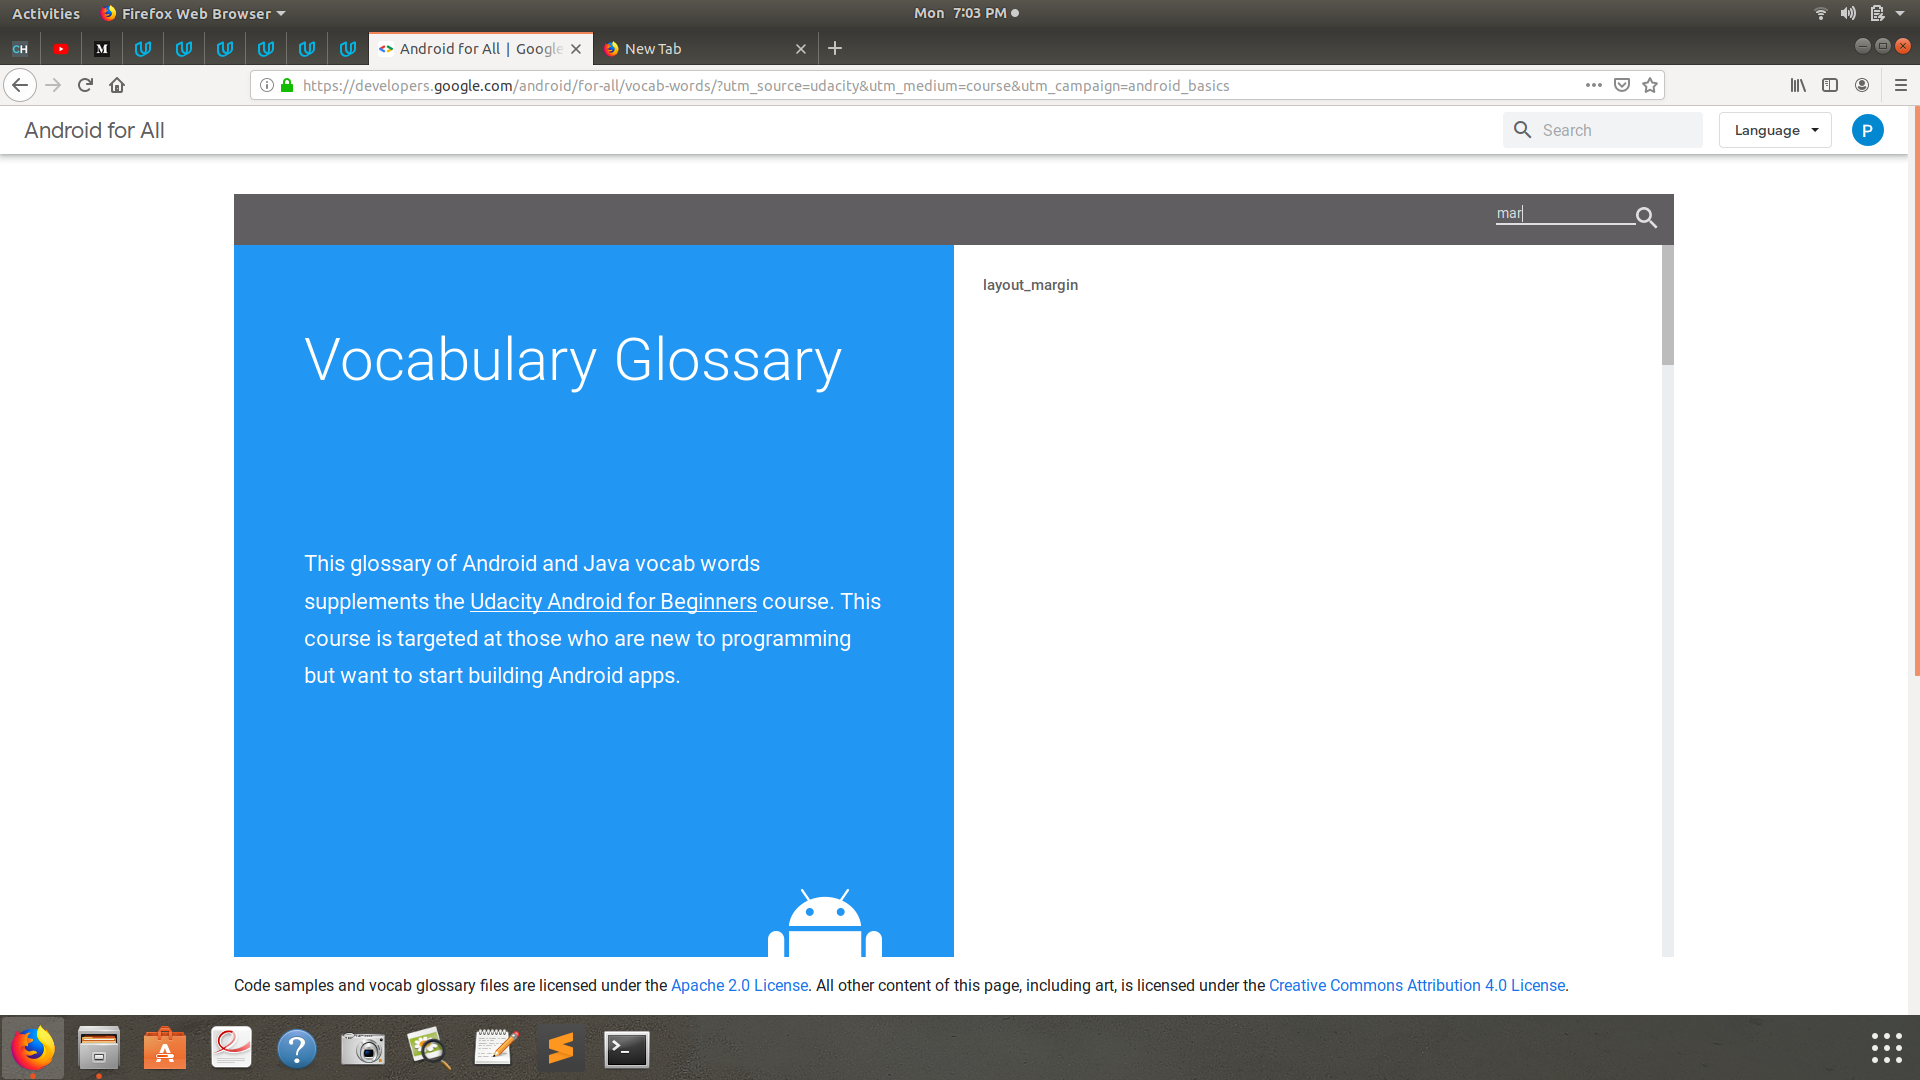 Activities Firefox Web Browser Mon 7:03 PM
CH M Android for All | Google New Tab
https://developers.google.com/android/for-all/vocab-words/?utm_source=udacity&utm_medium=course&utm_campaign=android_basics
Android for All Search Language P
mar
Vocabulary Glossary
layout_margin
This glossary of Android and Java vocab words
supplements the Udacity Android for Beginners course. This
course is targeted at those who are new to programming
but want to start building Android apps.
Code samples and vocab glossary files are licensed under the Apache 2.0 License. All other content of this page, including art, is licensed under the Creative Commons Attribution 4.0 License.